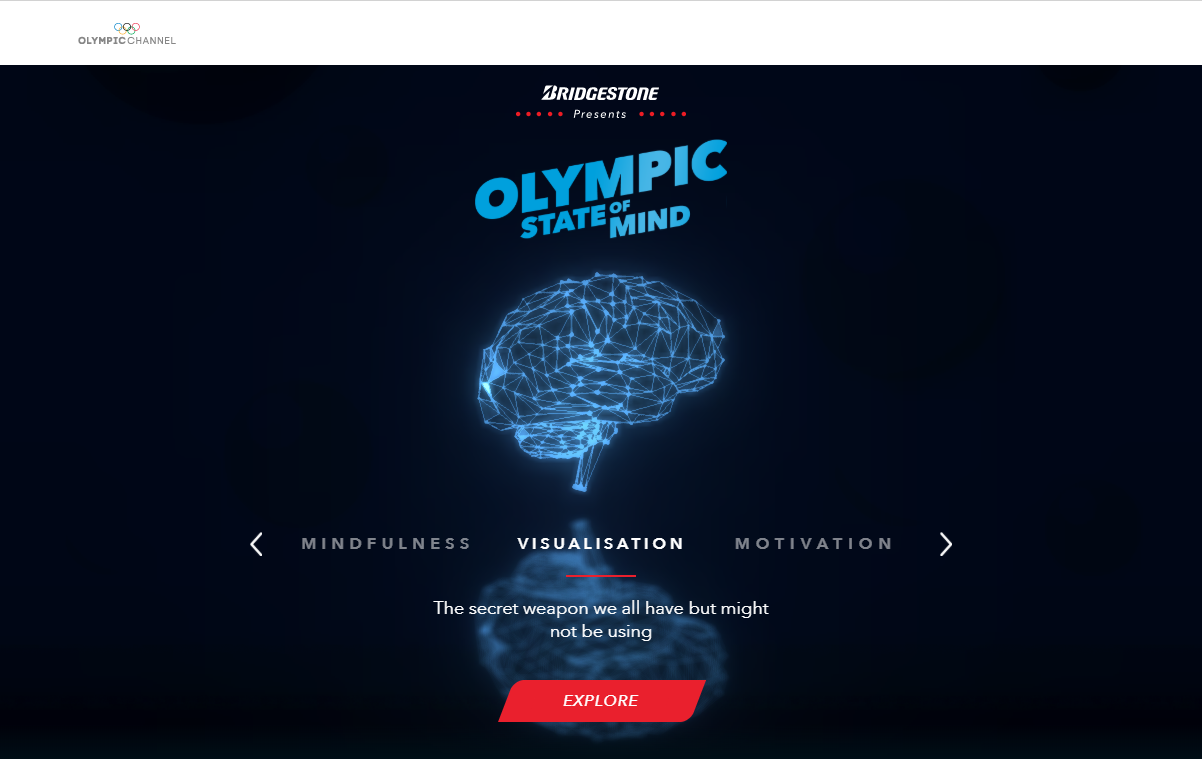 OLYMPIC CHANNEL
BRIDGESTONE
Presents
OLYMPIC
STATE OF
MIND
MINDFULNESS VISUALISATION MOTIVATION
The secret weapon we all have but might
not be using
EXPLORE